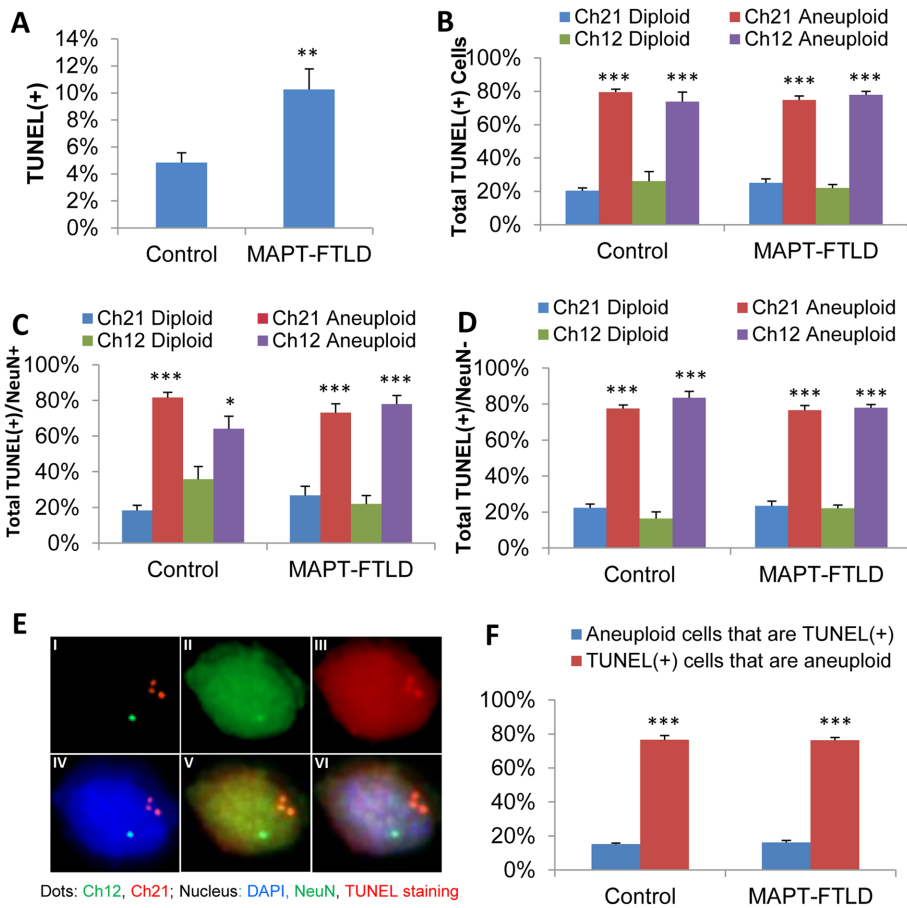 A
14%
12%
10%
8%
6%
4%
2%
0%
TUNEL(+)
**
Control MAPT-FTLD
B
Ch21 Diploid Ch21 Aneuploid
Ch12 Diploid Ch12 Aneuploid
Total TUNEL(+) Cells
100%
80%
60%
40%
20%
0%
*** *** *** ***
Control MAPT-FTLD
C
Ch21 Diploid Ch21 Aneuploid
Ch12 Diploid Ch12 Aneuploid
Total TUNEL(+)/NeuN+
100%
80%
60%
40%
20%
0%
*** * *** ***
Control MAPT-FTLD
D
Ch21 Diploid Ch21 Aneuploid
Ch12 Diploid Ch12 Aneuploid
Total TUNEL(+)/NeuN-
100%
80%
60%
40%
20%
0%
*** *** *** ***
Control MAPT-FTLD
E
I II III
IV V VI
Dots: Ch12, Ch21; Nucleus: DAPI, NeuN, TUNEL staining
F
Aneuploid cells that are TUNEL(+)
TUNEL(+) cells that are aneuploid
100%
80%
60%
40%
20%
0%
*** ***
Control MAPT-FTLD